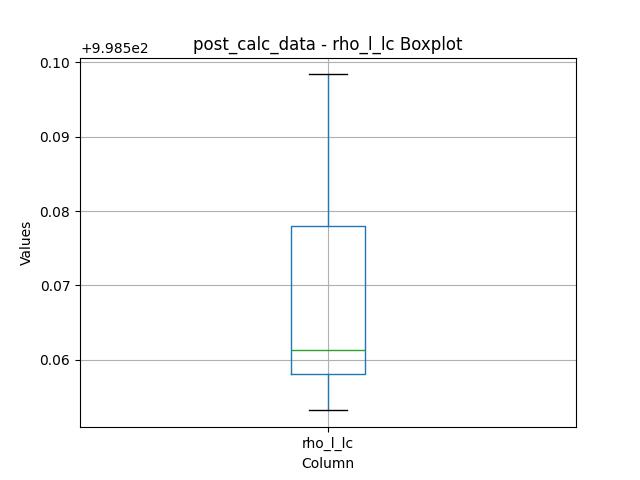 post_calc_data - rho_l_lc Boxplot
+9.985e2
0.10
0.09
0.08
0.07
0.06
Values
rho_l_lc
Column